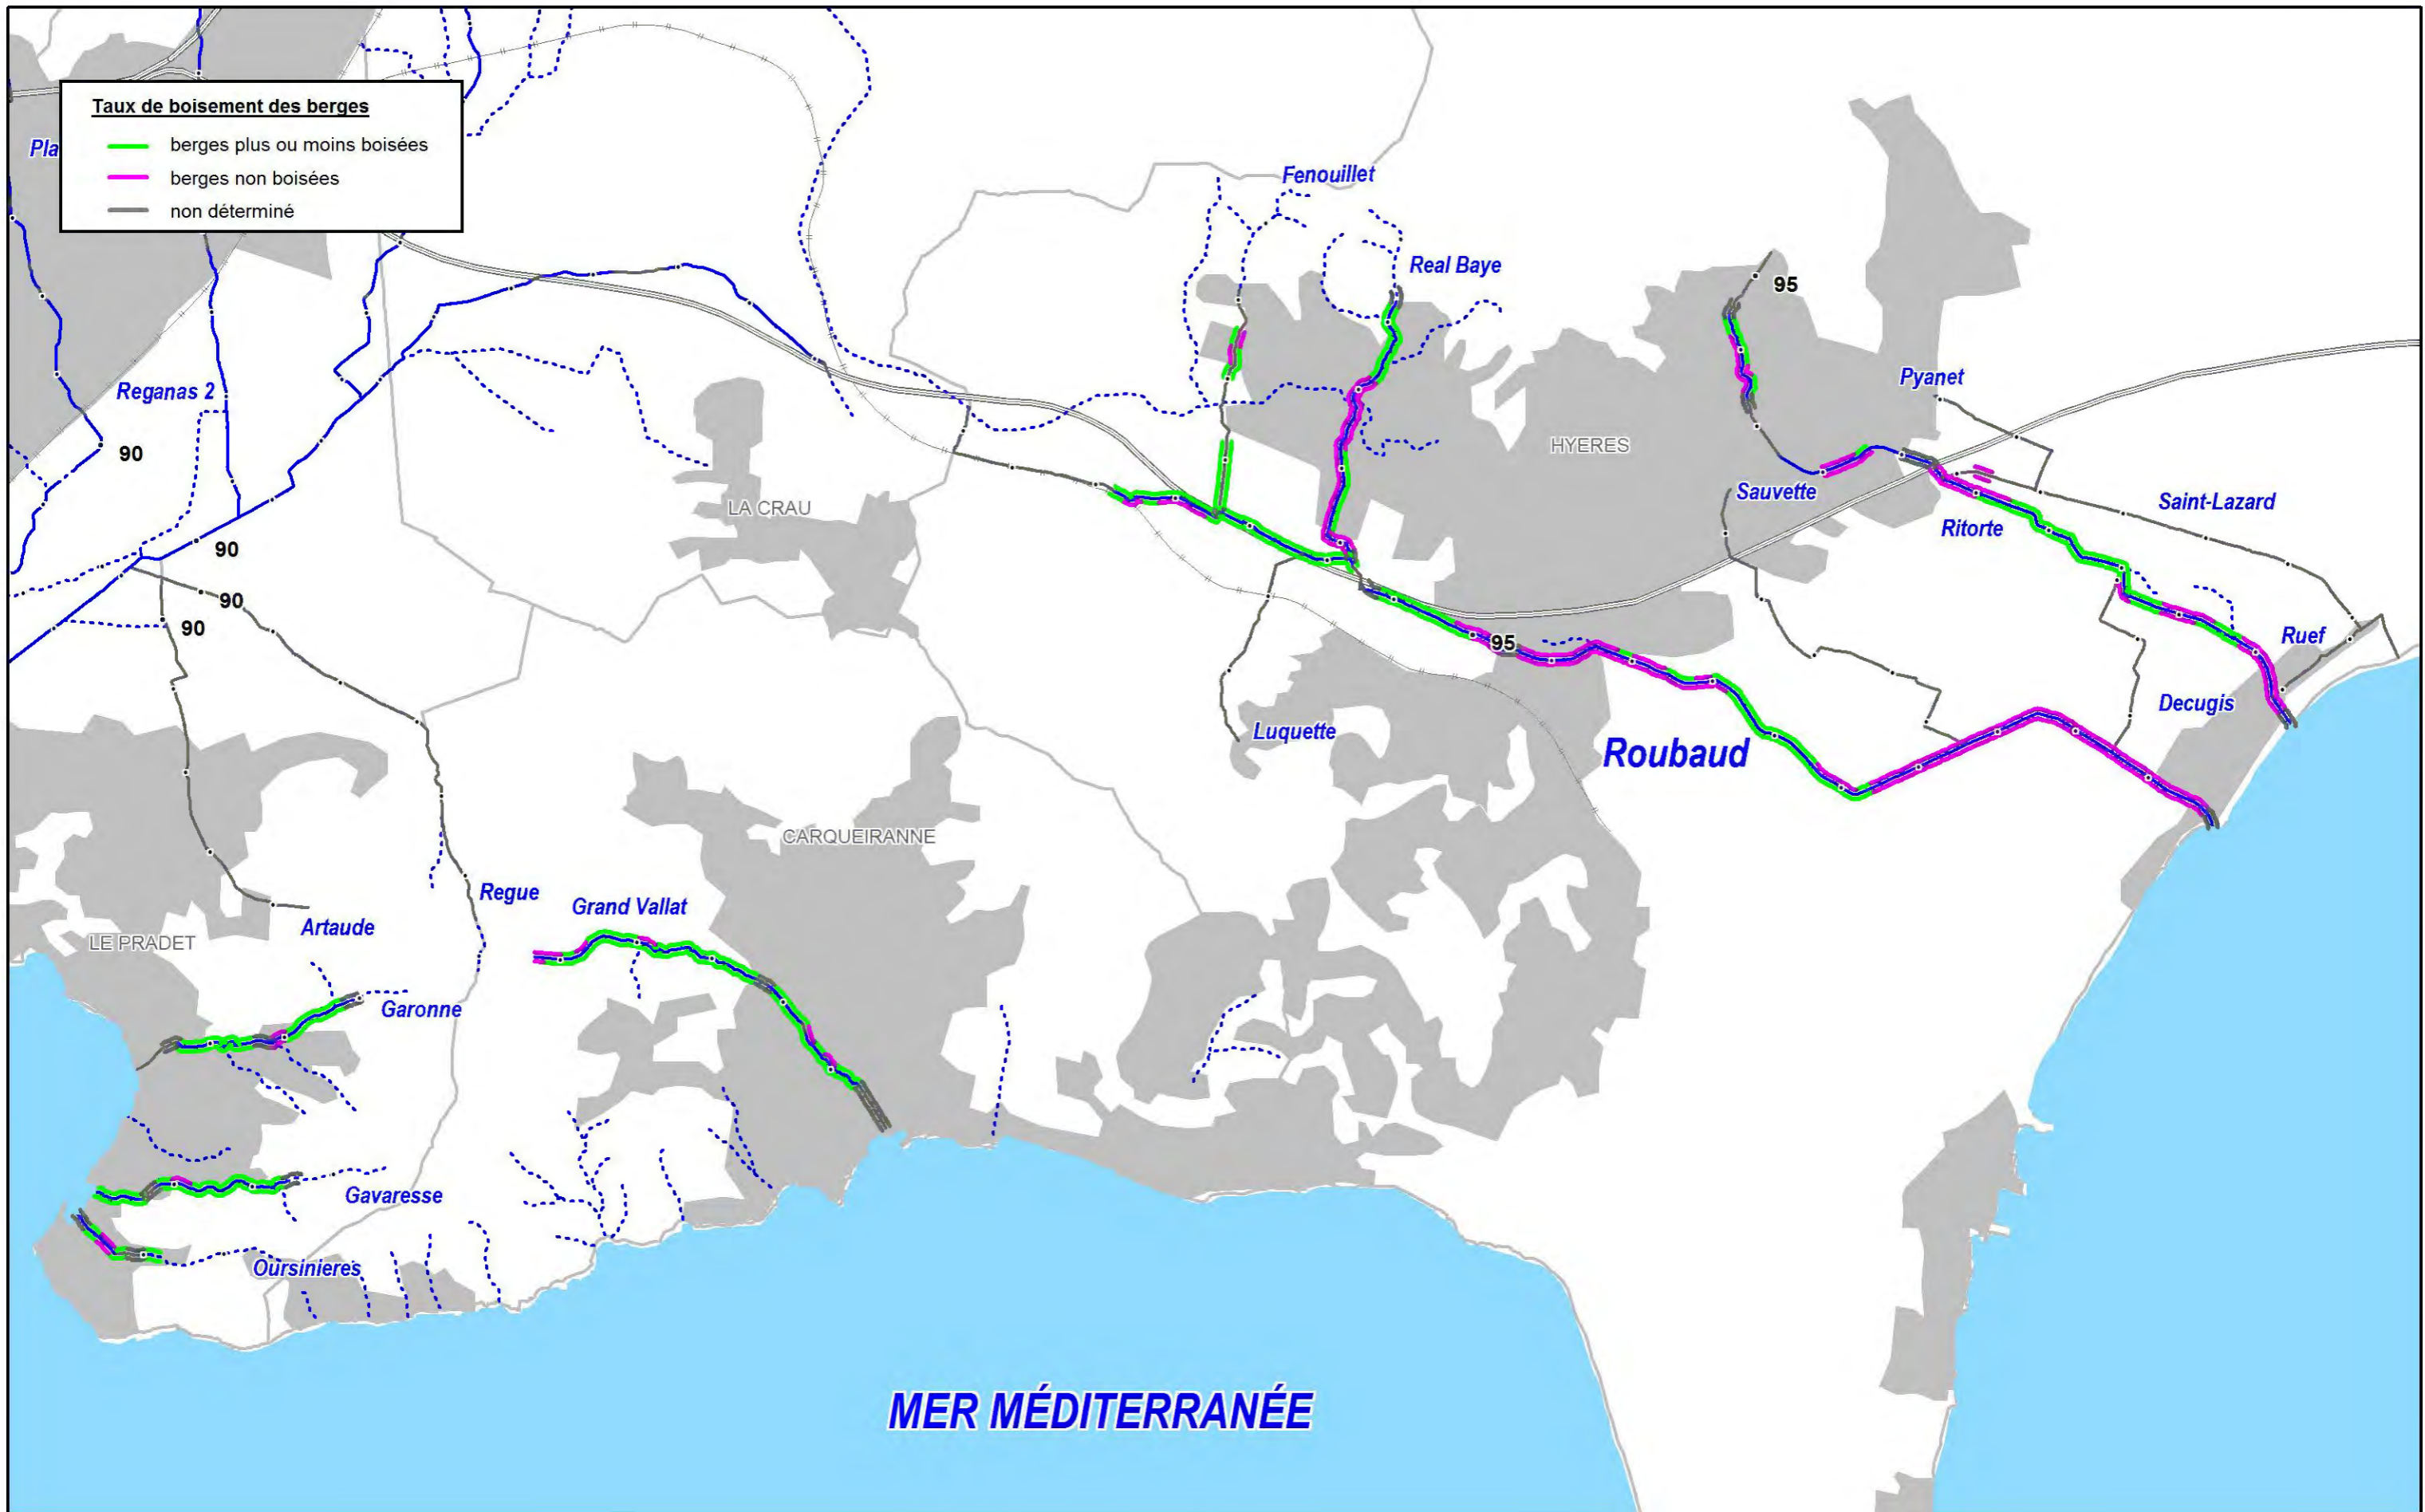 Taux de boisement des berges
berges plus ou moins boisées
berges non boisées
non déterminé
Pla
Fenouillet
Real Baye
95
Reganas 2
Pyanet
90
HYERES
Sauvette
LA CRAU
Saint-Lazard
Ritorte
90
90
90
95
Ruef
Decugis
Luquette
Roubaud
CARQUEIRANNE
Regue
Grand Vallat
Artaude
LE PRADET
Garonne
Gavaresse
Oursinieres
MER MÉDITERRANÉE